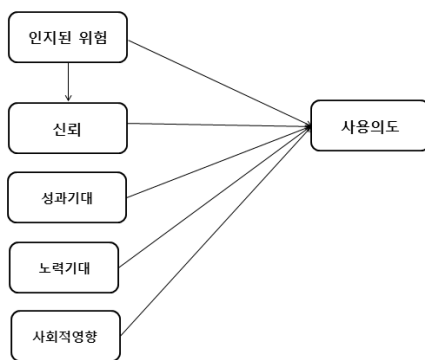 인지된 위험
신뢰
사용의도
성과기대
노력기대
사회적영향